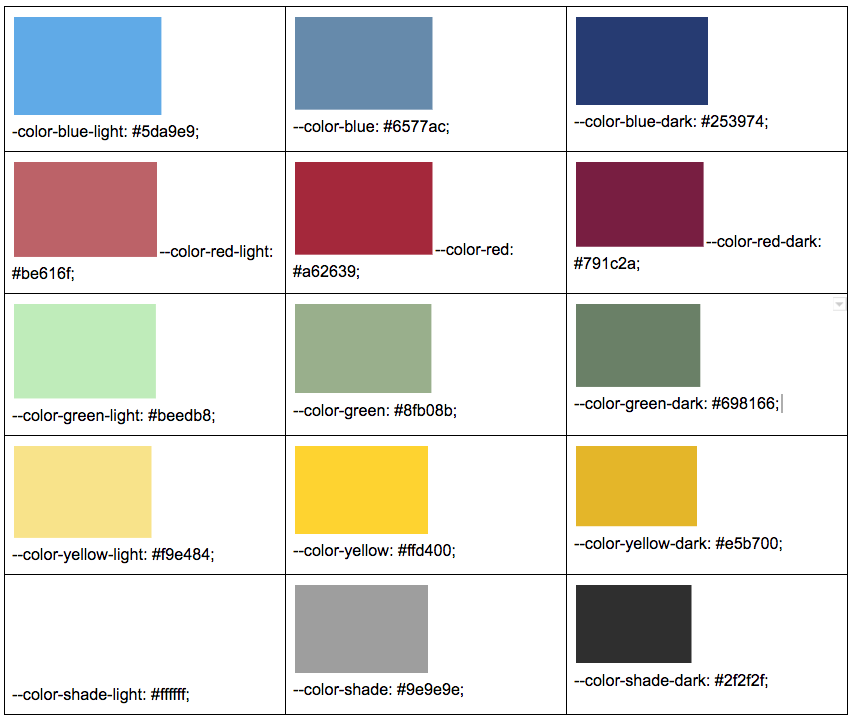 -color-blue-light: #5da9e9;
--color-blue: #6577ac;
--color-blue-dark: #253974;
--color-red-light:
#be616f;
--color-red:
#a62639;
--color-red-dark:
#791c2a;
--color-green-light: #beedb8;
--color-green: #8fb08b;
--color-green-dark: #698166;
--color-yellow-light: #f9e484;
--color-yellow: #ffd400;
--color-yellow-dark: #e5b700;
--color-shade-light: #ffffff;
--color-shade: #9e9e9e;
--color-shade-dark: #2f2f2f;